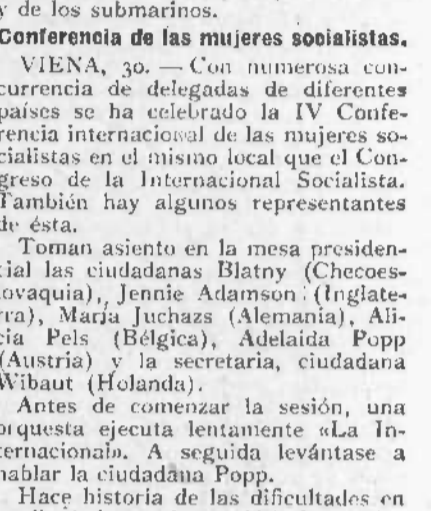 y de los submarinos.
Conferencia de las mujeres socialistas.
VIENA, 30. — Con numerosa con-
currencia de delegadas de diferentes
países se ha celebrado la IV Confe-
rencia internacional de las mujeres so-
cialistas en el mismo local que el Con-
greso de la Internacional Socialista.
También hay algunos representantes
de ésta.
Toman asiento en la mesa presiden-
cial las ciudadanas Blatny (Checoes-
lovaquia), Jennie Adamson (Inglate-
rra), Marja Juchazs (Alemania), Ali-
cia Pels (Bélgica), Adelaida Popp
(Austria) y la secretaria, ciudadana
Wibaut (Holanda).
Antes de comenzar la sesión, una
orquesta ejecuta lentamente «La In-
ternacional». A seguida levántase a
hablar la ciudadana Popp.
Hace historia de las dificultades en